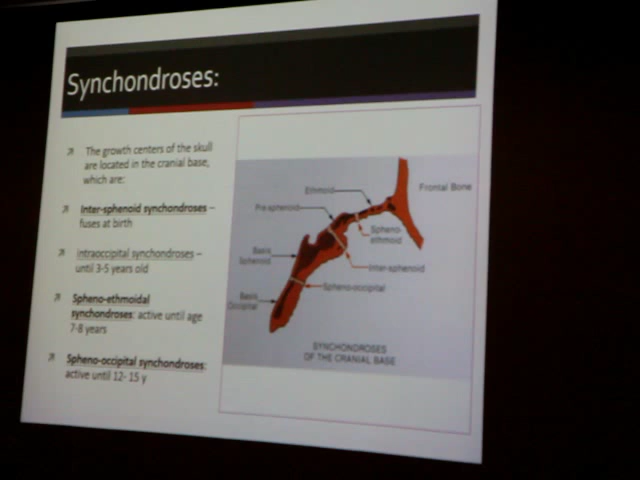 Synchondroses:
The growth centers of the skull
are located in the cranial base,
which are:
Inter-sphenoid synchondroses –
fuses at birth
Intraoccipital synchondroses –
until 3-5 years old
Spheno-ethmoidal
synchondroses: active until age
7-8 years
Spheno-occipital synchondroses:
active until 12- 15 y
Ethmoid
Frontal Bone
Pre-sphenoid
Spheno-
ethmoid
Basis
Sphenoid
Inter-sphenoid
Spheno-occipital
Basis
Occipital
SYNCHONDROSES
OF THE CRANIAL BASE